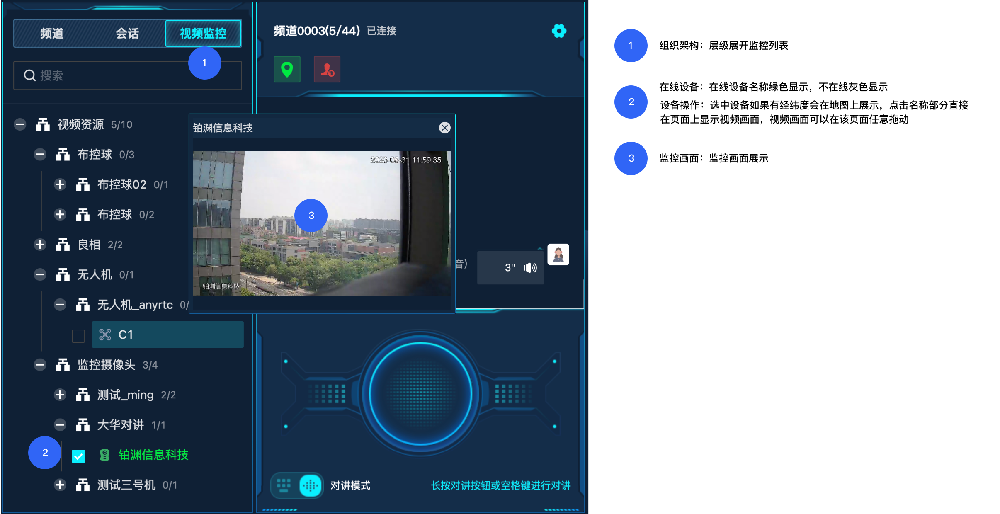 频道
会话
视频监控
1
搜索
视频资源 5/10
布控球 0/3
布控球02 0/1
布控球 0/2
良相 2/2
无人机 0/1
无人机_anyrtc 0/
C1
监控摄像头 3/4
测试_ming 2/2
大华对讲 1/1
2
铂渊信息科技
测试三号机 0/1
频道0003(5/44) 已连接
铂渊信息科技
2023-05-31 11:59:35
3
铂渊信息科技
音)
3''
对讲模式
长按对讲按钮或空格键进行对讲
1
组织架构：层级展开监控列表
2
在线设备：在线设备名称绿色显示，不在线灰色显示
设备操作：选中设备如果有经纬度会在地图上展示，点击名称部分直接
在页面上显示视频画面，视频画面可以在该页面任意拖动
3
监控画面：监控画面展示